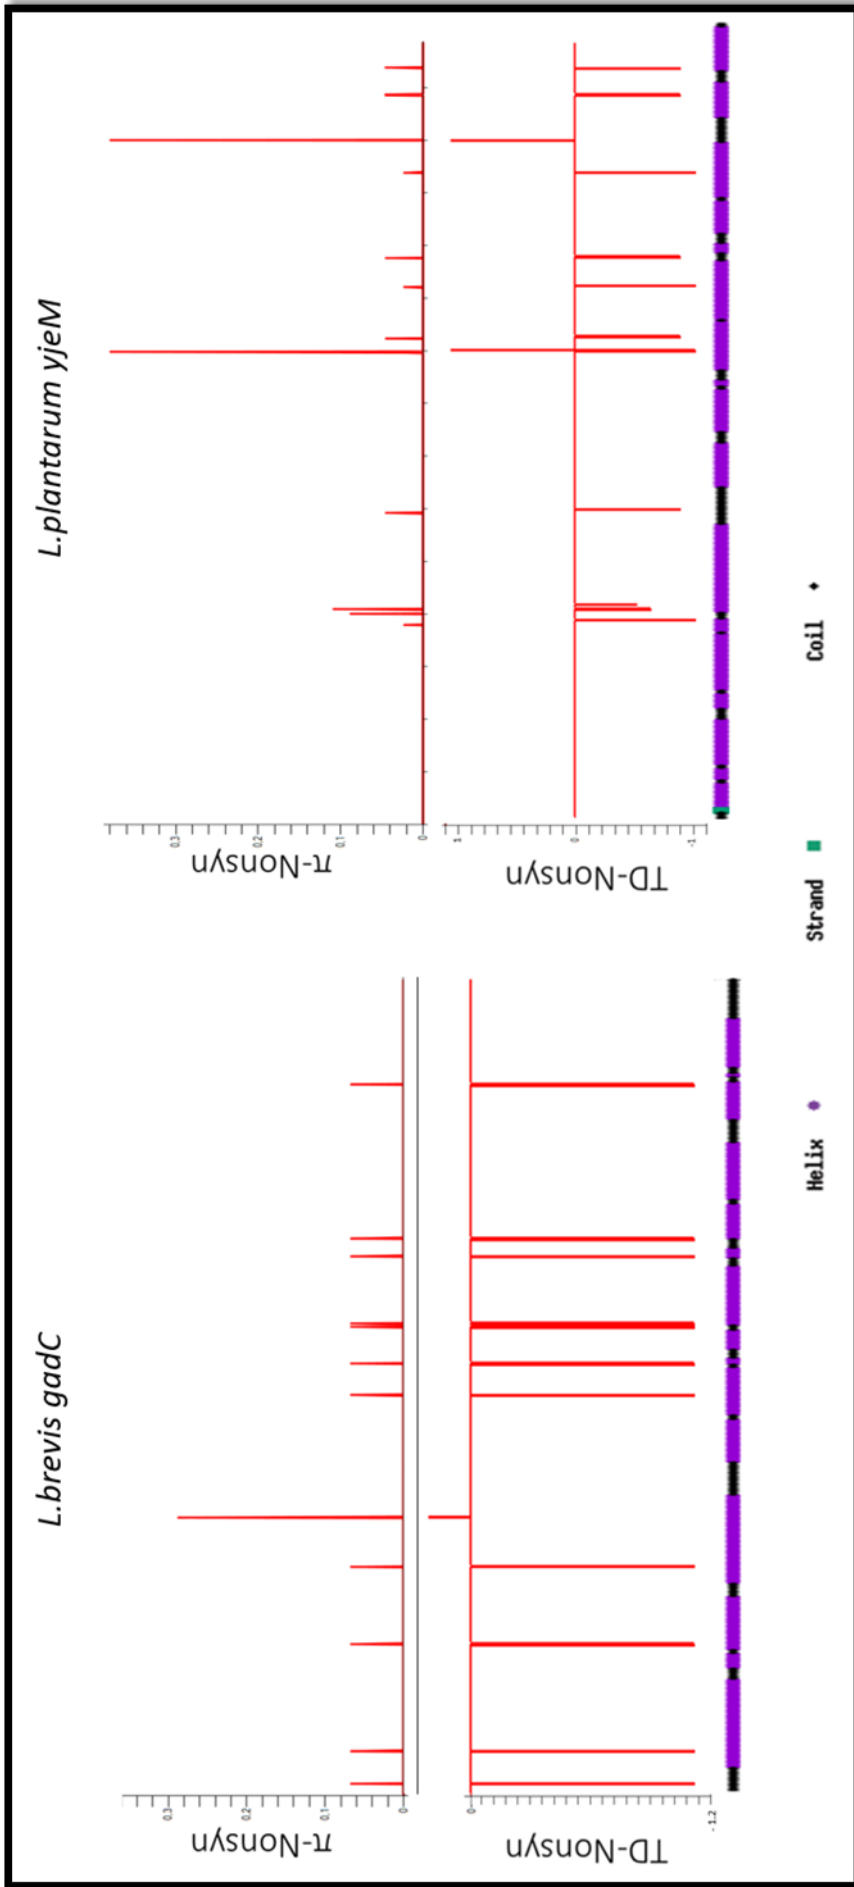 L.brevis gadC
π-Nonsyn
0.3
0.2
0.1
0
TD-Nonsyn
0
-1.2
L.plantarum yjeM
π-Nonsyn
0.3
0.2
0.1
0
TD-Nonsyn
1
0
-1
Helix Strand Coil